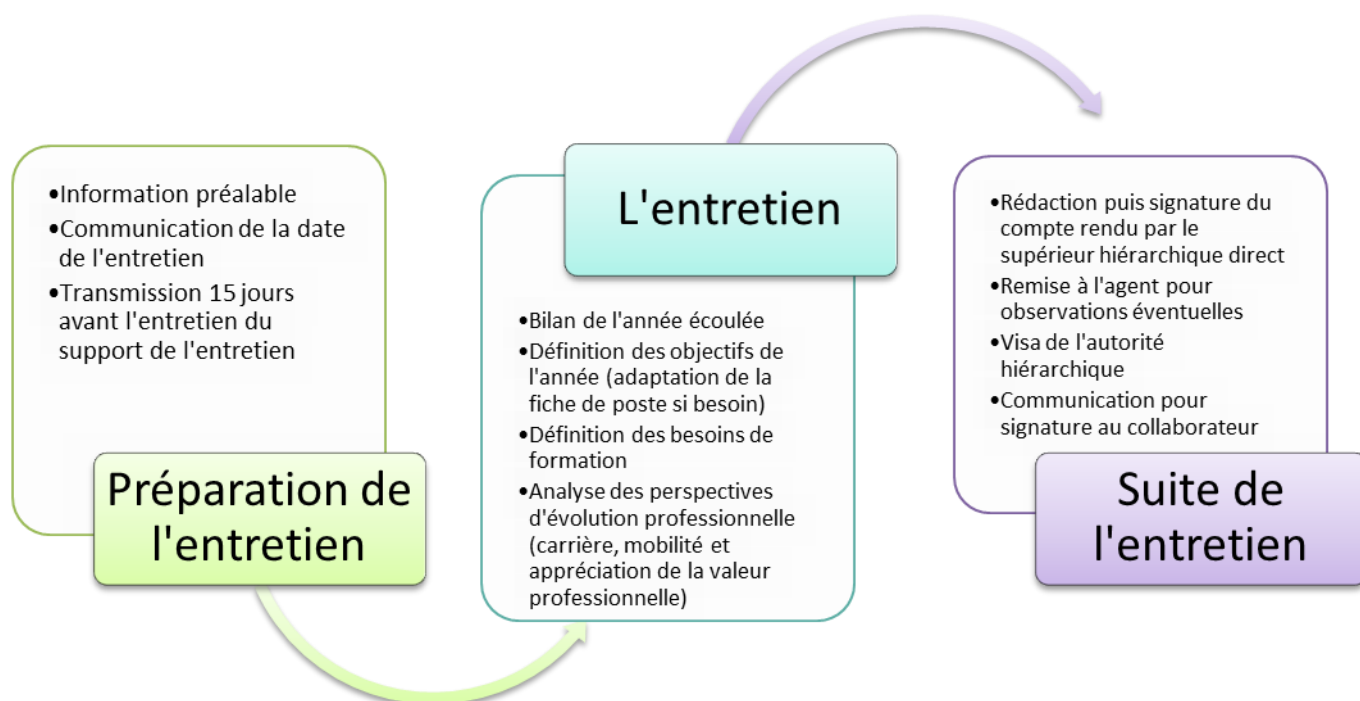 •Information préalable
•Communication de la date
de l'entretien
•Transmission 15 jours
avant l'entretien du
support de l'entretien
Préparation de
l'entretien
L'entretien
•Bilan de l'année écoulée
•Définition des objectifs de
l'année (adaptation de la
fiche de poste si besoin)
•Définition des besoins de
formation
•Analyse des perspectives
d'évolution professionnelle
(carrière, mobilité et
appréciation de la valeur
professionnelle)
•Rédaction puis signature du
compte rendu par le
supérieur hiérarchique direct
•Remise à l'agent pour
observations éventuelles
•Visa de l'autorité
hiérarchique
•Communication pour
signature au collaborateur
Suite de
l'entretien